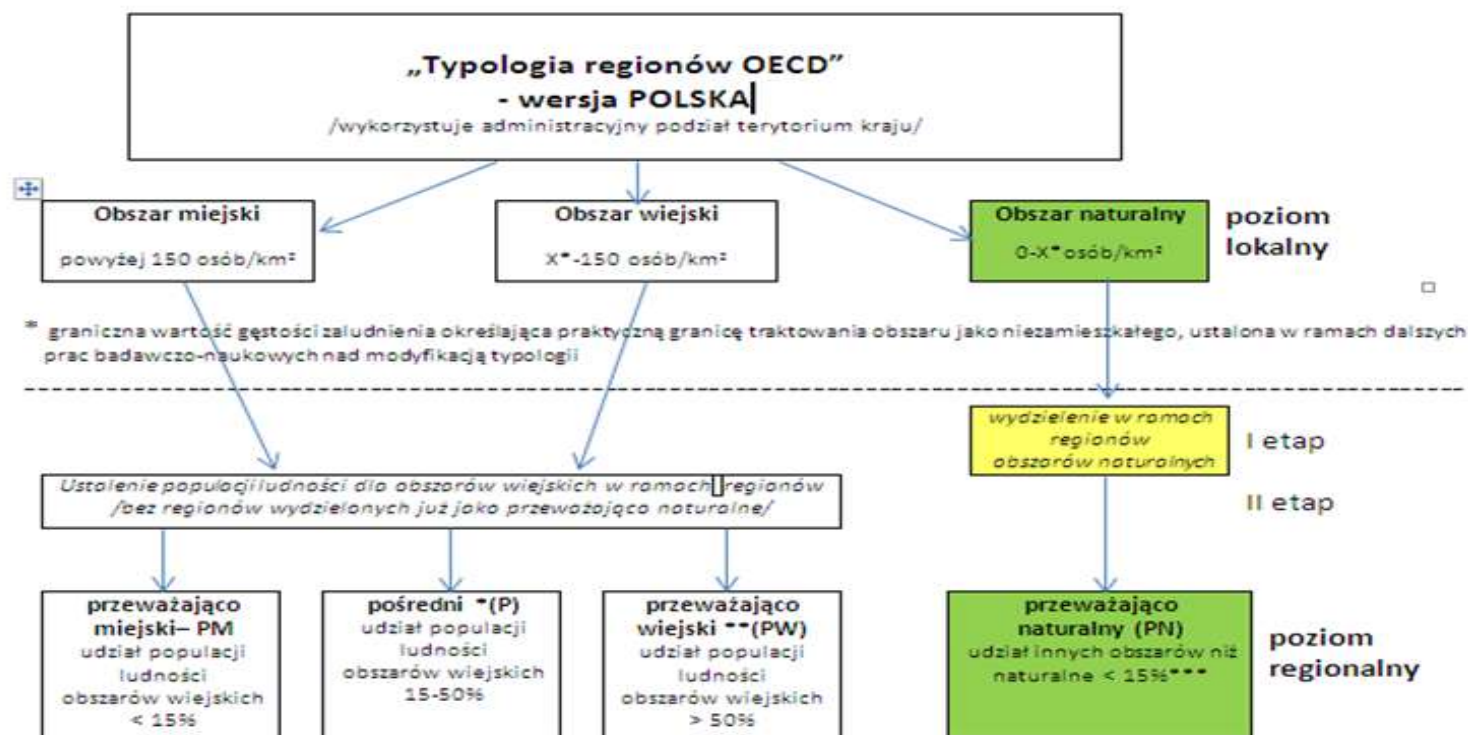 „Typologia regionów OECD”
- wersja POLSKA
/wykorzystuje administracyjny podział terytorium kraju/
Obszar miejski
powyżej 150 osób/km²
Obszar wiejski
X*-150 osób/km²
Obszar naturalny
0-X* osób/km²
poziom
lokalny
* graniczna wartość gęstości zaludnienia określająca praktyczną granicę traktowania obszaru jako niezamieszkałego, ustalona w ramach dalszych
prac badawczo-naukowych nad modyfikacją typologii
wydzielenie w ramach
regionów
obszarów naturalnych
I etap
Ustalenie populacji ludności dla obszarów wiejskich w ramach regionów
/bez regionów wydzielonych już jako przeważająco naturalne/
II etap
przeważająco
miejski– PM
udział populacji
ludności
obszarów wiejskich
< 15%
pośredni *(P)
udział populacji
ludności
obszarów wiejskich
15-50%
przeważająco
wiejski **(PW)
udział populacji
ludności
obszarów wiejskich
> 50%
przeważająco
naturalny (PN)
udział innych obszarów niż
naturalne < 15%***
poziom
regionalny